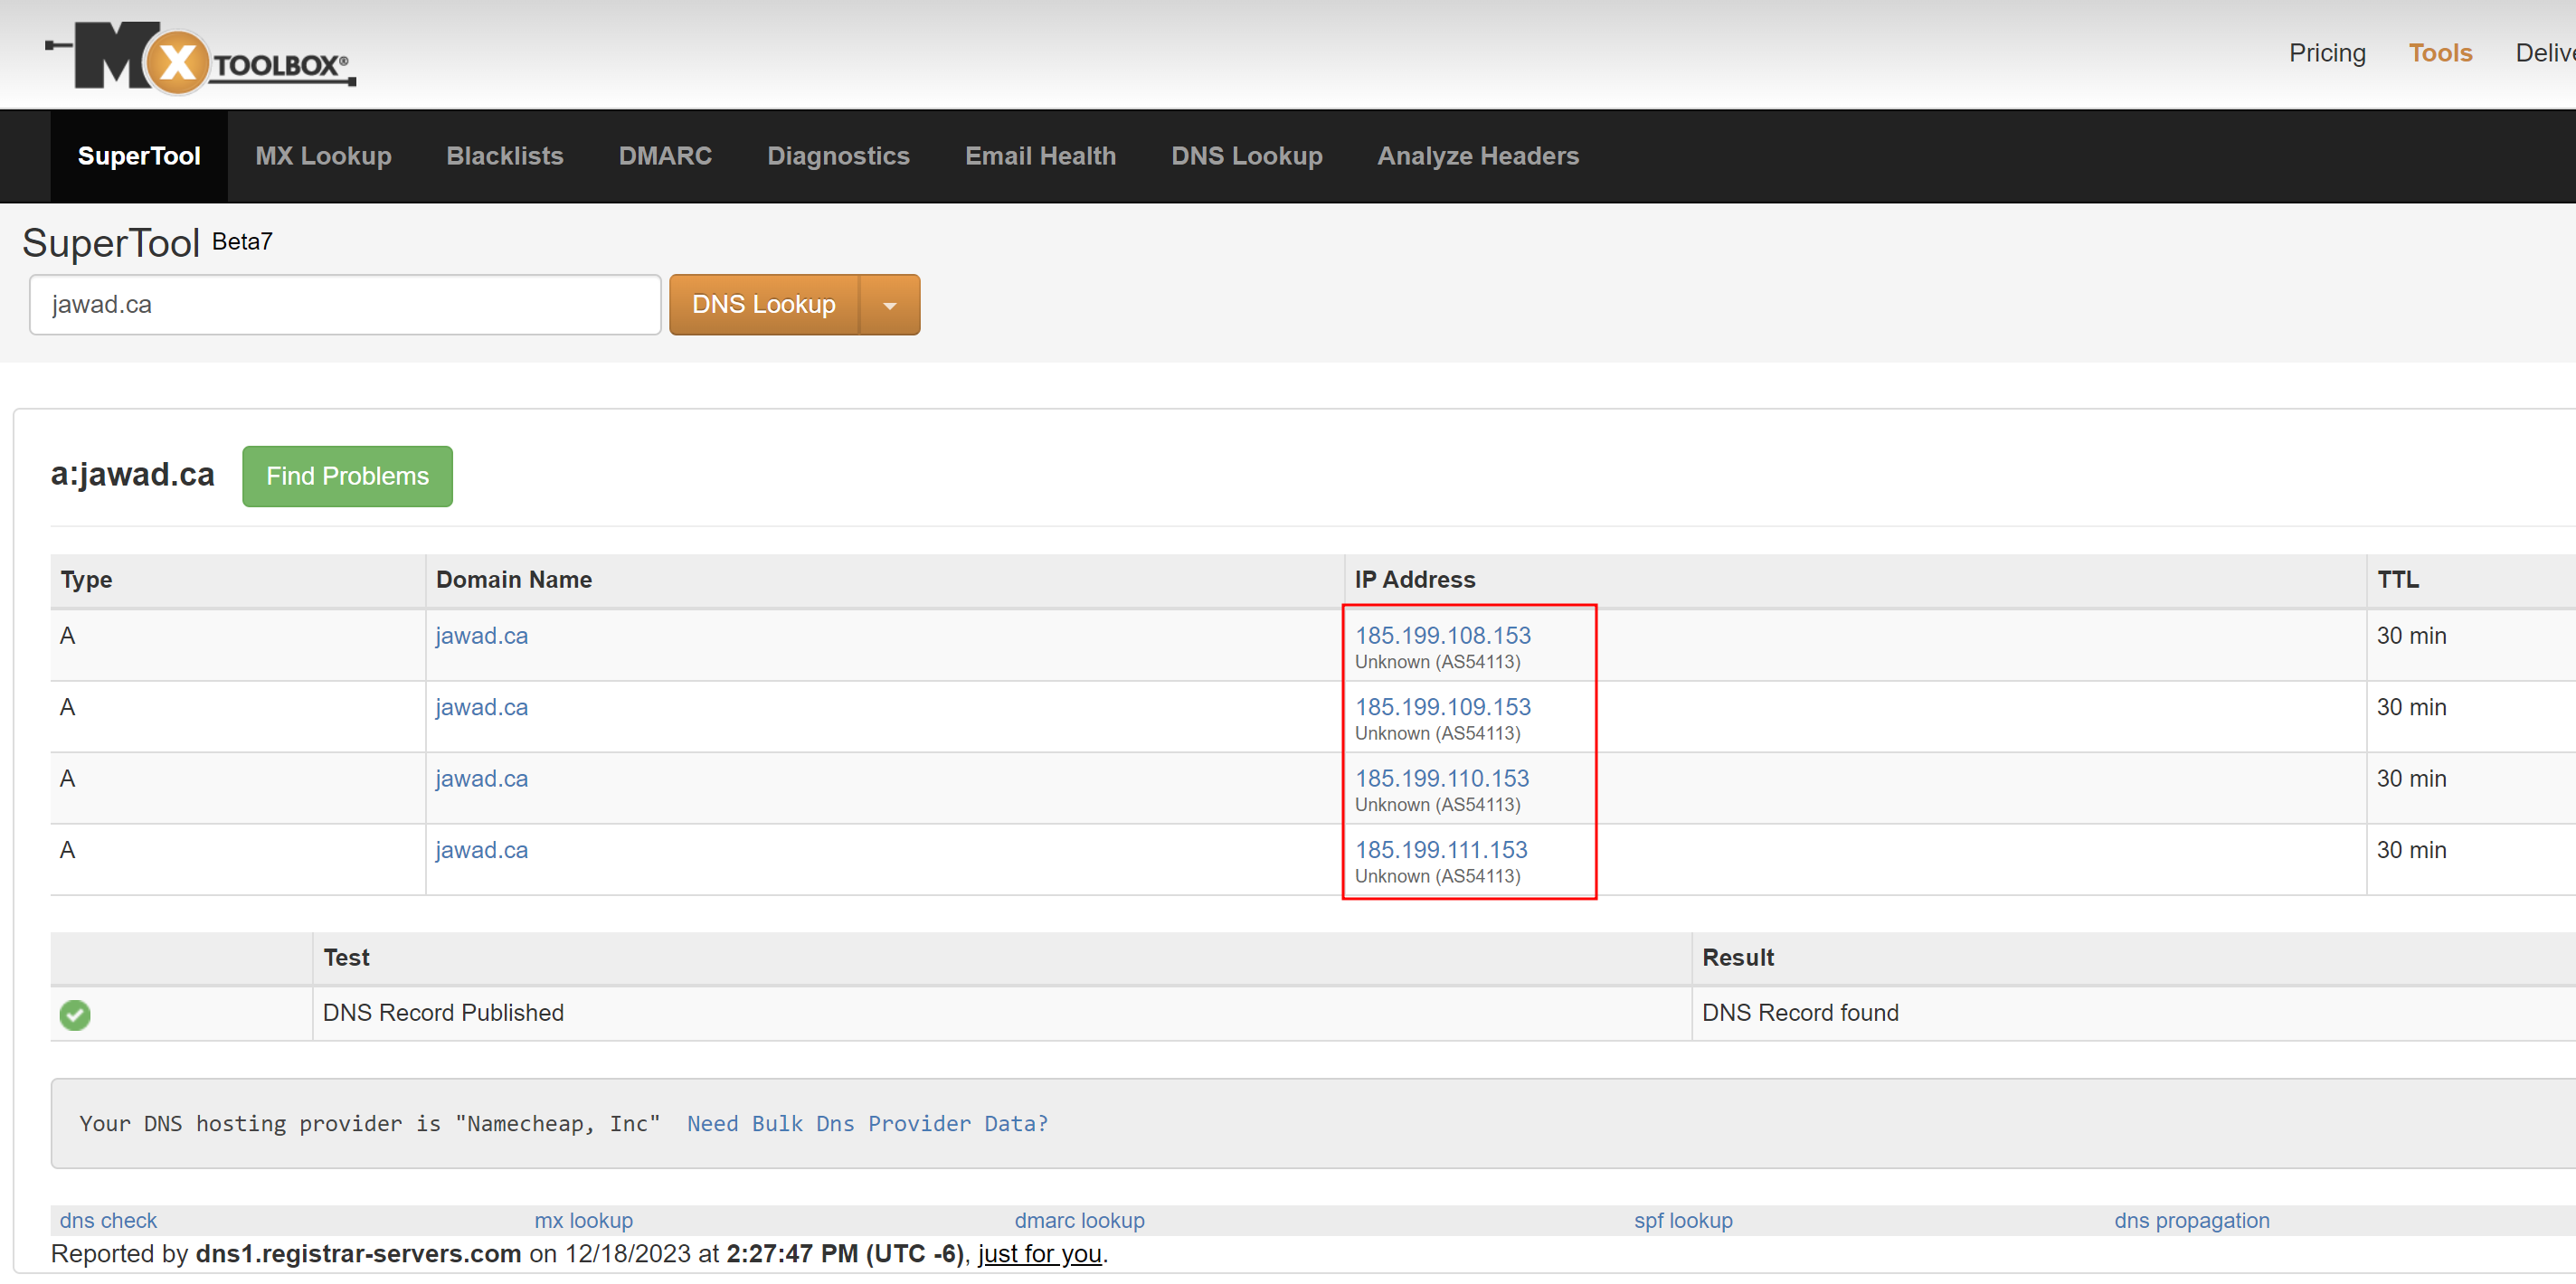 MX TOOLBOX®
Pricing Tools
SuperTool MX Lookup Blacklists DMARC Diagnostics Email Health DNS Lookup Analyze Headers
SuperTool Beta7
jawad.ca DNS Lookup
a:jawad.ca Find Problems
Type Domain Name IP Address TTL
A jawad.ca 185.199.108.153 30 min
Unknown (AS54113)
A jawad.ca 185.199.109.153 30 min
Unknown (AS54113)
A jawad.ca 185.199.110.153 30 min
Unknown (AS54113)
A jawad.ca 185.199.111.153 30 min
Unknown (AS54113)
Test Result
DNS Record Published DNS Record found
Your DNS hosting provider is "Namecheap, Inc" Need Bulk Dns Provider Data?
dns check mx lookup dmarc lookup spf lookup dns propagation
Reported by dns1.registrar-servers.com on 12/18/2023 at 2:27:47 PM (UTC -6), just for you.